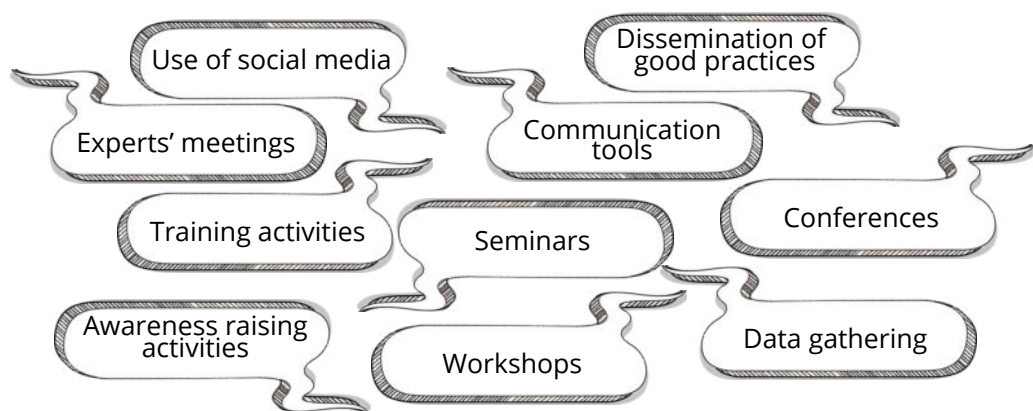 Use of social media
Dissemination of
good practices
Experts’ meetings
Communication
tools
Training activities
Seminars
Conferences
Awareness raising
activities
Workshops
Data gathering